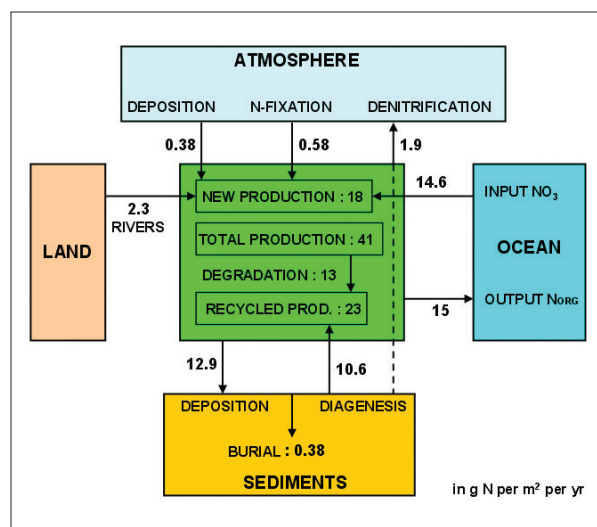 ATMOSPHERE
DEPOSITION N-FIXATION DENITRIFICATION
0.38 0.58 1.9
NEW PRODUCTION : 18
14.6
INPUT NO₃
2.3
RIVERS
LAND
TOTAL PRODUCTION : 41
OCEAN
DEGRADATION : 13
RECYCLED PROD. : 23
OUTPUT NORG
15
12.9 10.6
DEPOSITION DIAGENESIS
BURIAL : 0.38
SEDIMENTS
in g N per m² per yr